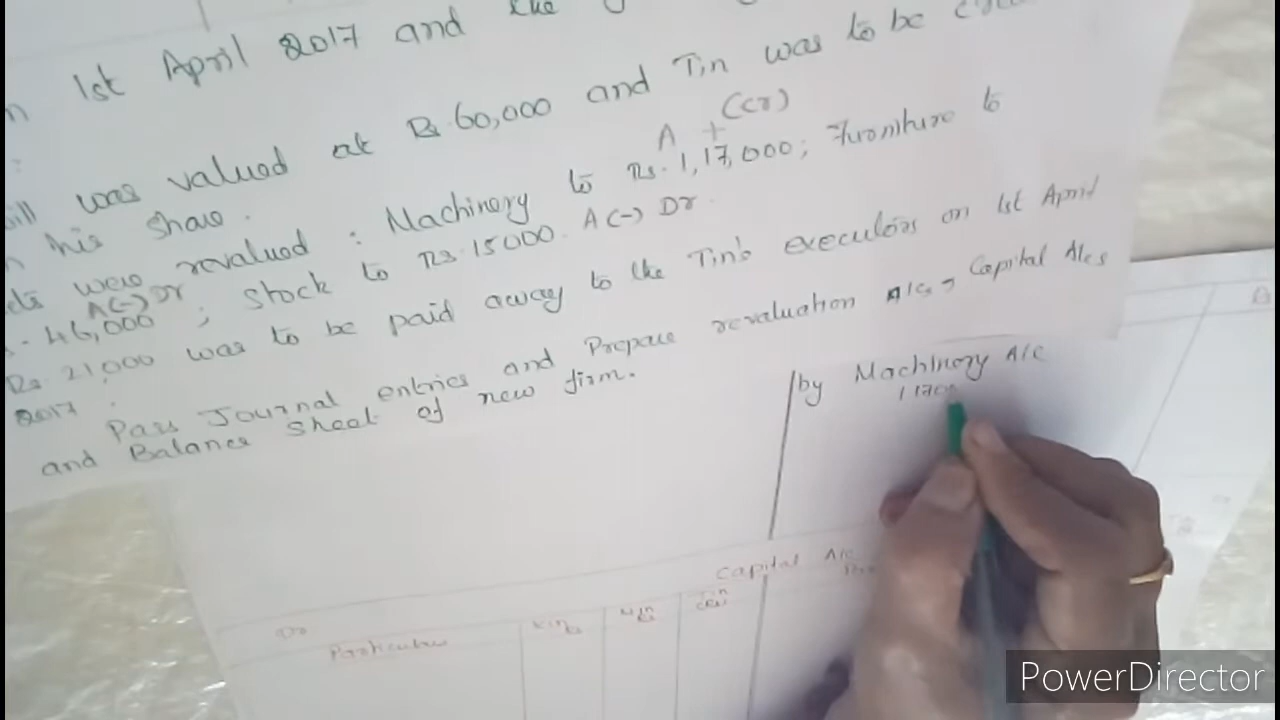 1st April 2017 and the
was valued at Rs. 60,000 and Tin was to be
his share.
A + (cr)
were revalued : Machinery to Rs. 1,17,000; Furniture to
A(-) Dr
46,000 ; Stock to Rs. 15000. A (-) Dr.
Rs. 21,000 was to be paid away to the Tin's executors on 1st April
2017.
Pass Journal entries and Prepare revaluation A/cs, Capital A/cs
and Balance Sheet of new firm.
by Machinery A/c
Capital A/c
Dr
Particulars
PowerDirector